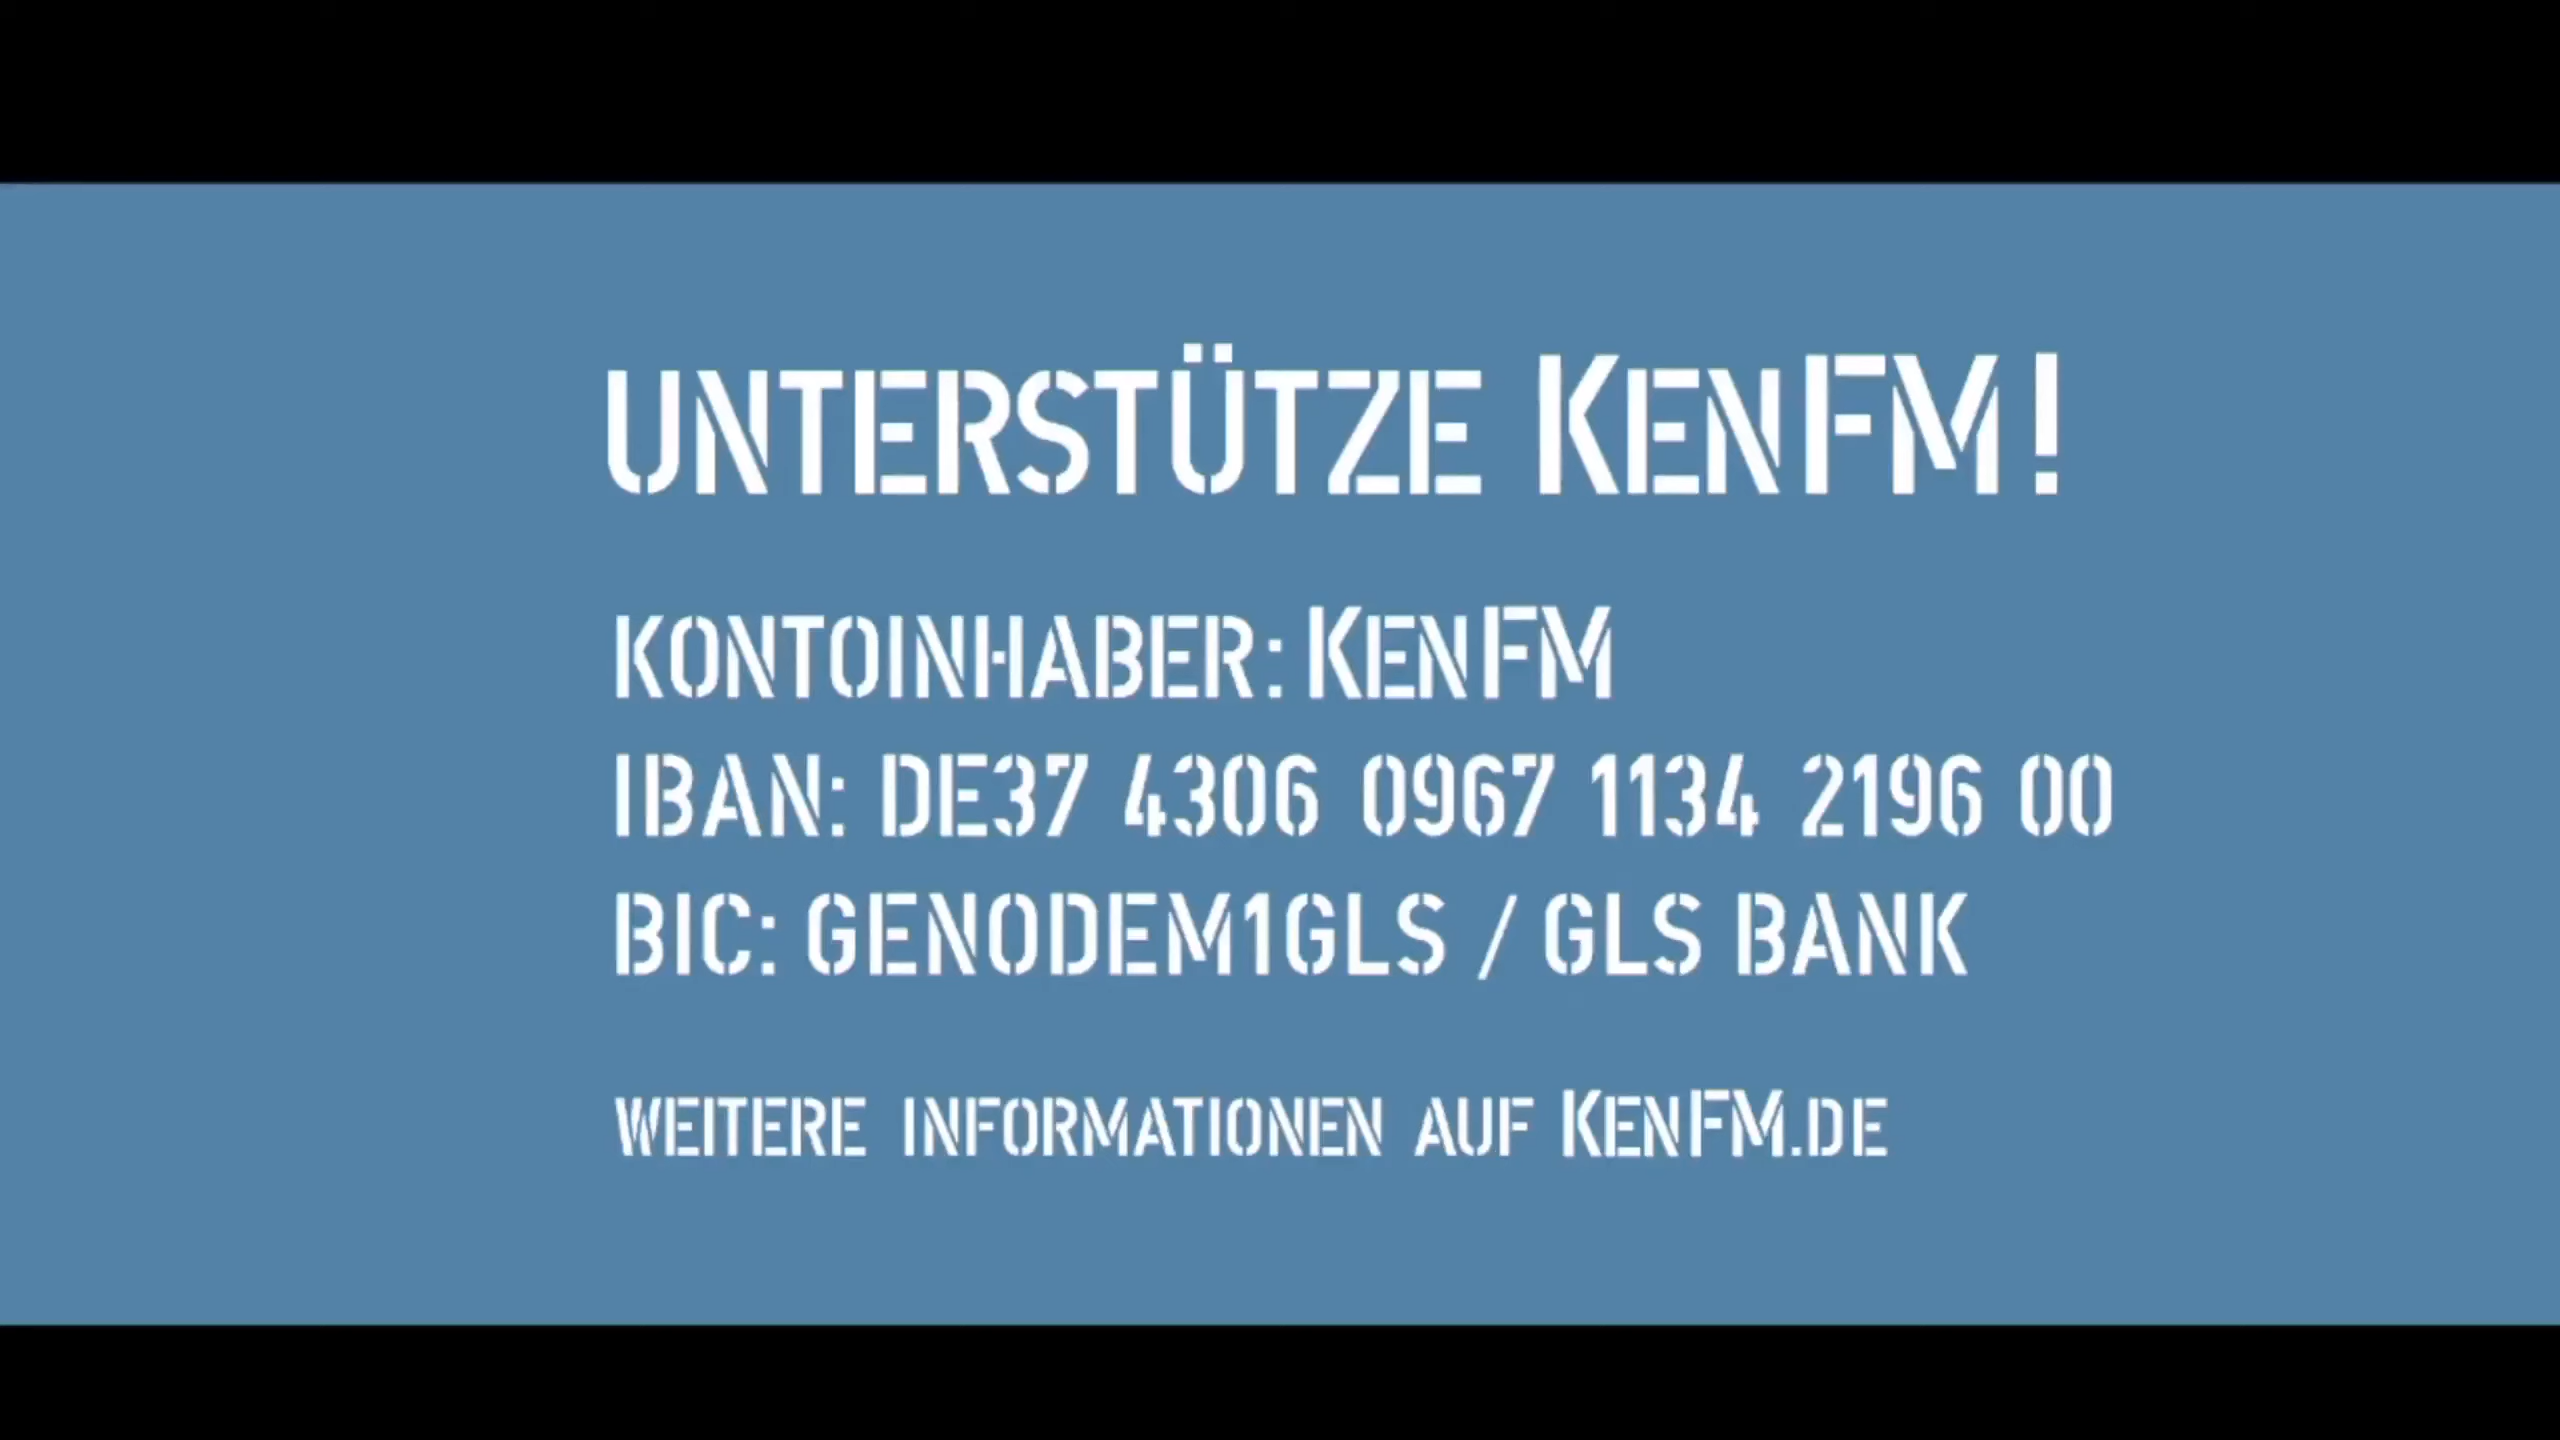 UNTERSTÜTZE KENFM!
KONTOINHABER: KENFM
IBAN: DE37 4306 0967 1134 2196 00
BIC: GENODEM1GLS / GLS BANK
WEITERE INFORMATIONEN AUF KENFM.DE